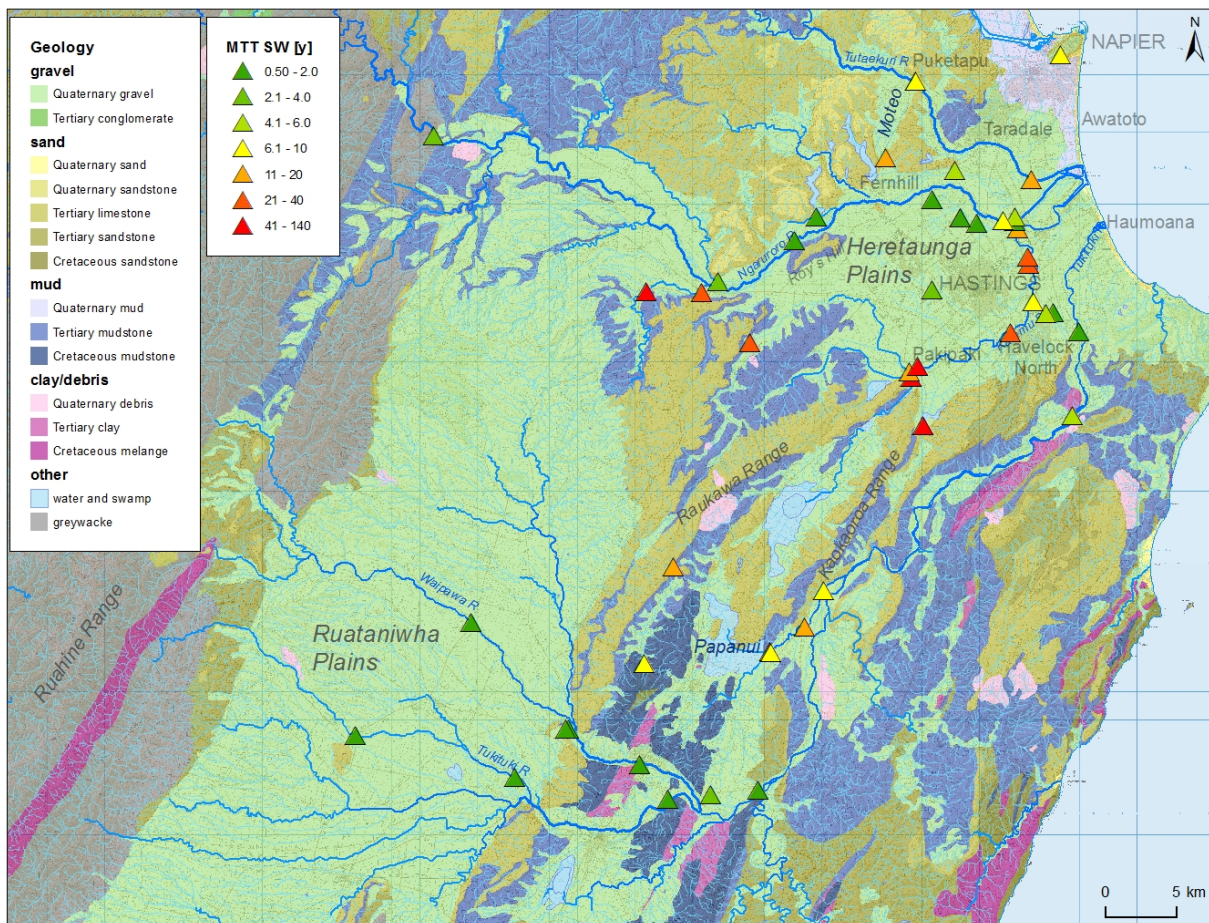 Geology
gravel
Quaternary gravel
Tertiary conglomerate
sand
Quaternary sand
Quaternary sandstone
Tertiary limestone
Tertiary sandstone
Cretaceous sandstone
mud
Quaternary mud
Tertiary mudstone
Cretaceous mudstone
clay/debris
Quaternary debris
Tertiary clay
Cretaceous melange
other
water and swamp
greywacke
MTT SW [y]
0.50 - 2.0
2.1 - 4.0
4.1 - 6.0
6.1 - 10
11 - 20
21 - 40
41 - 140
N
NAPIER
Tutaekuri R
Puketapu
Moteo
Taradale
Awatoto
Fernhill
Haumoana
Ngaruroro
Roy's Hill
Heretaunga
Plains
Tukituki R
HASTINGS
Pakipaki
Havelock
North
Raukawa Range
Kaokaoroa Range
Waipawa R
Ruataniwha
Plains
Papanui
Ruahine Range
Tukituki R
0 5 km